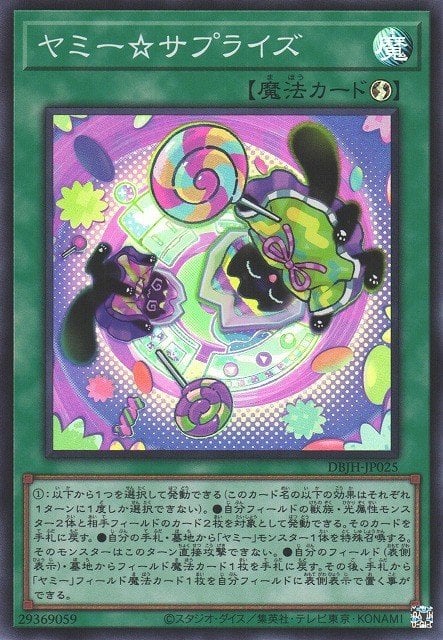 ヤミー☆サプライズ
魔
【魔法カード】
DBJH-JP025
①:以下から1つを選択して発動できる(このカード名の以下の効果はそれぞれ
1ターンに1度しか選択できない)。●自分フィールドの獣族・光属性モンス
ター2体と相手フィールドのカード2枚を対象として発動できる。そのカードを
手札に戻す。●自分の手札・墓地から「ヤミー」モンスター1体を特殊召喚する。
そのモンスターはこのターン直接攻撃できない。●自分のフィールド(表側表
示)・墓地からフィールド魔法カード1枚を手札に戻す。その後、手札か
ら「ヤミー」フィールド魔法カード1枚を自分フィールドに表側表示で置く事が
できる。
29369059
©スタジオ・ダイス/集英社・テレビ東京・KONAMI